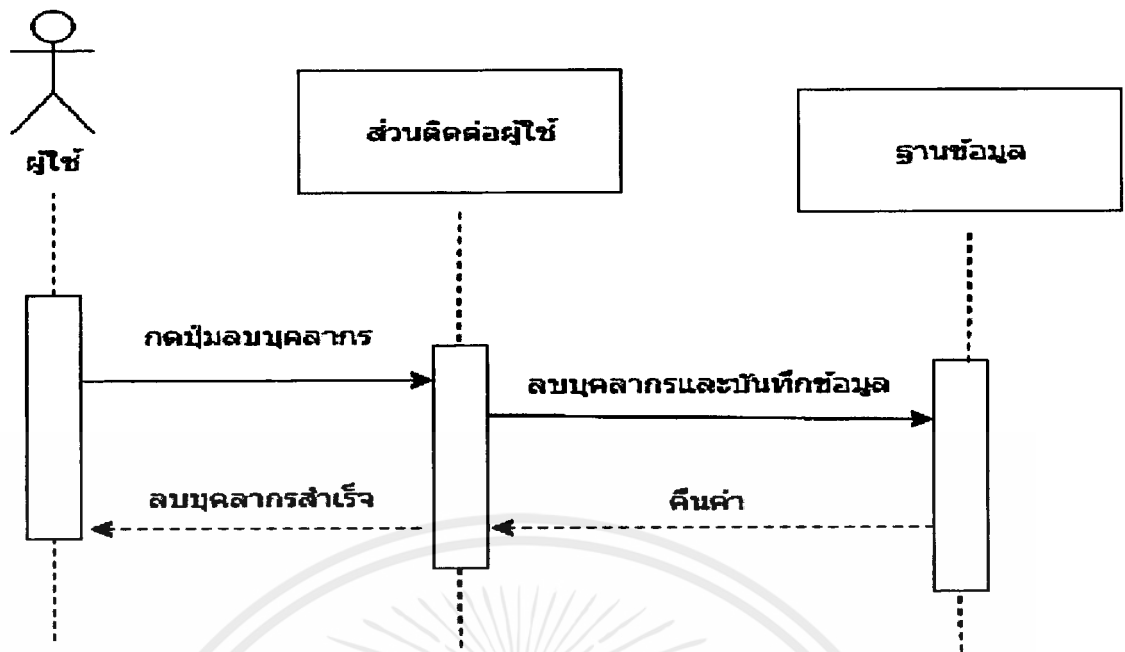 ผู้ใช้
ส่วนติดต่อผู้ใช้
ฐานข้อมูล
กดปุ่มลบบุคลากร
ลบบุคลากรและบันทึกข้อมูล
ลบบุคลากรสำเร็จ
คืนค่า